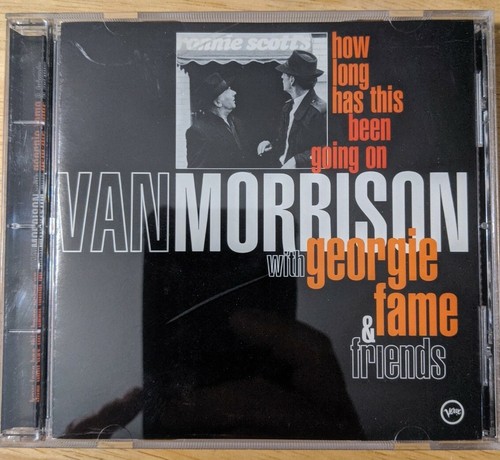 ronnie scott's
how
long
has this
been
going on
VAN MORRISON
with georgie
fame
&
friends
Verve